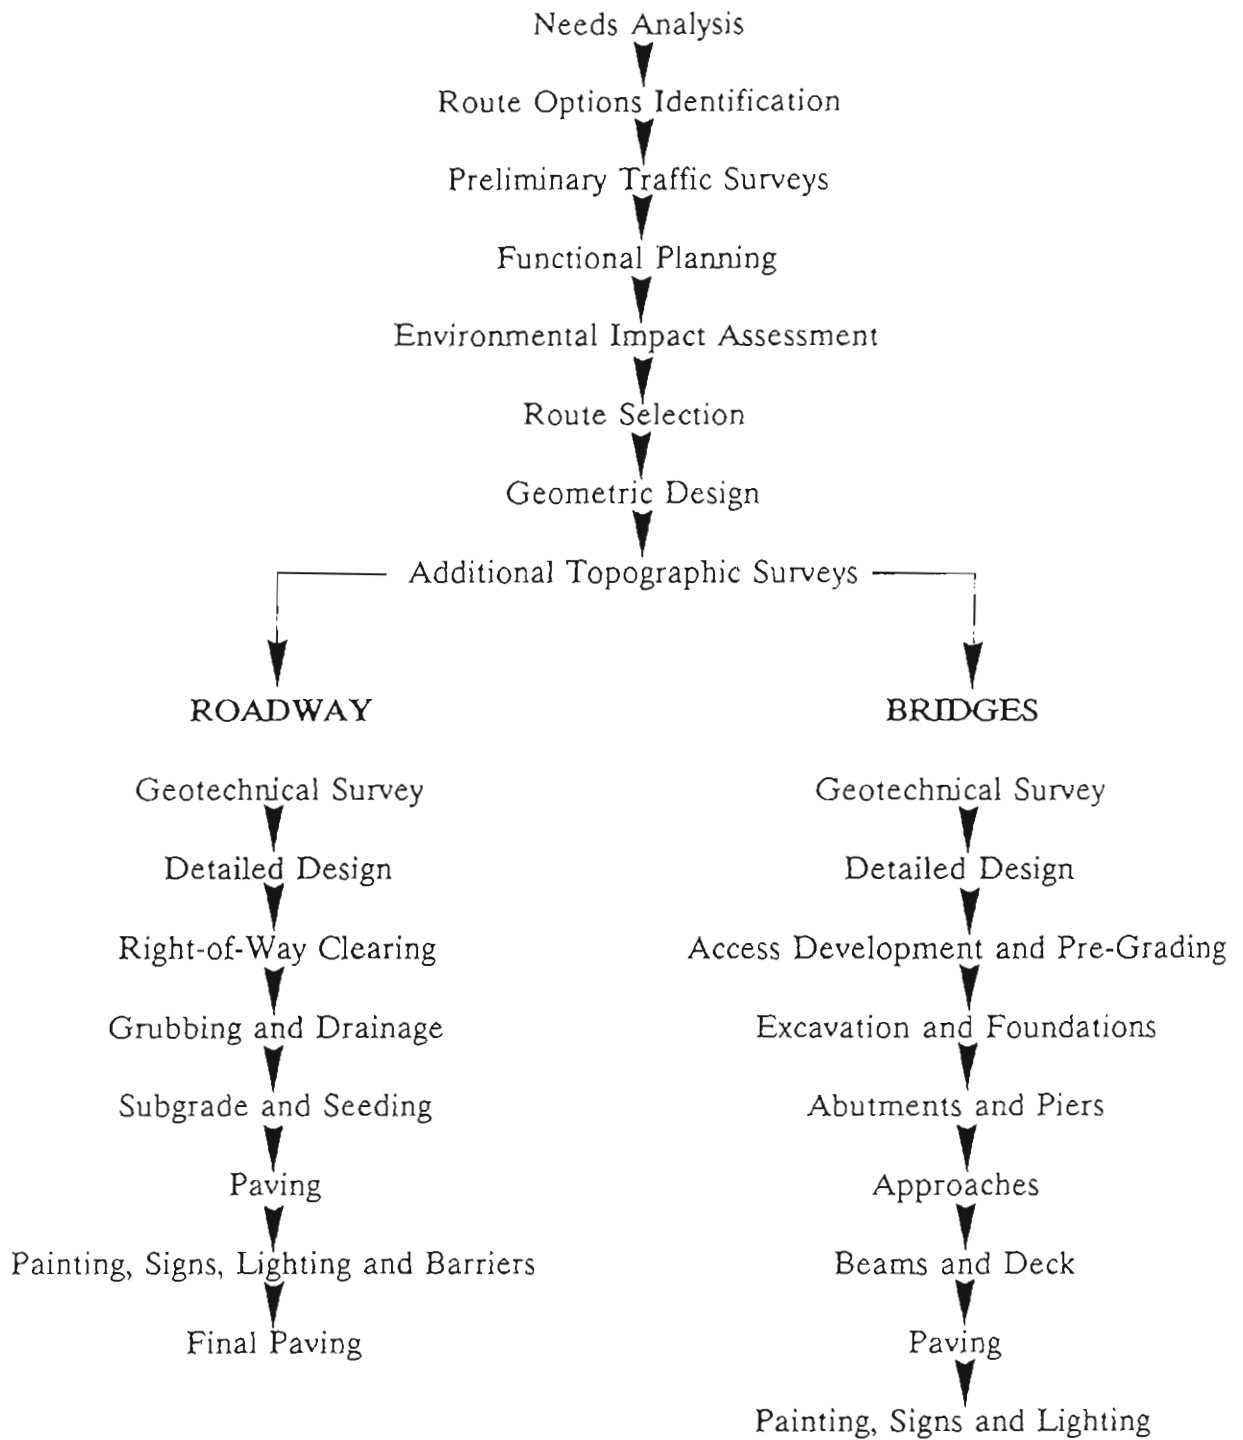 Needs Analysis
Route Options Identification
Preliminary Traffic Surveys
Functional Planning
Environmental Impact Assessment
Route Selection
Geometric Design
Additional Topographic Surveys
ROADWAY
Geotechnical Survey
Detailed Design
Right-of-Way Clearing
Grubbing and Drainage
Subgrade and Seeding
Paving
Painting, Signs, Lighting and Barriers
Final Paving
BRIDGES
Geotechnical Survey
Detailed Design
Access Development and Pre-Grading
Excavation and Foundations
Abutments and Piers
Approaches
Beams and Deck
Paving
Painting, Signs and Lighting